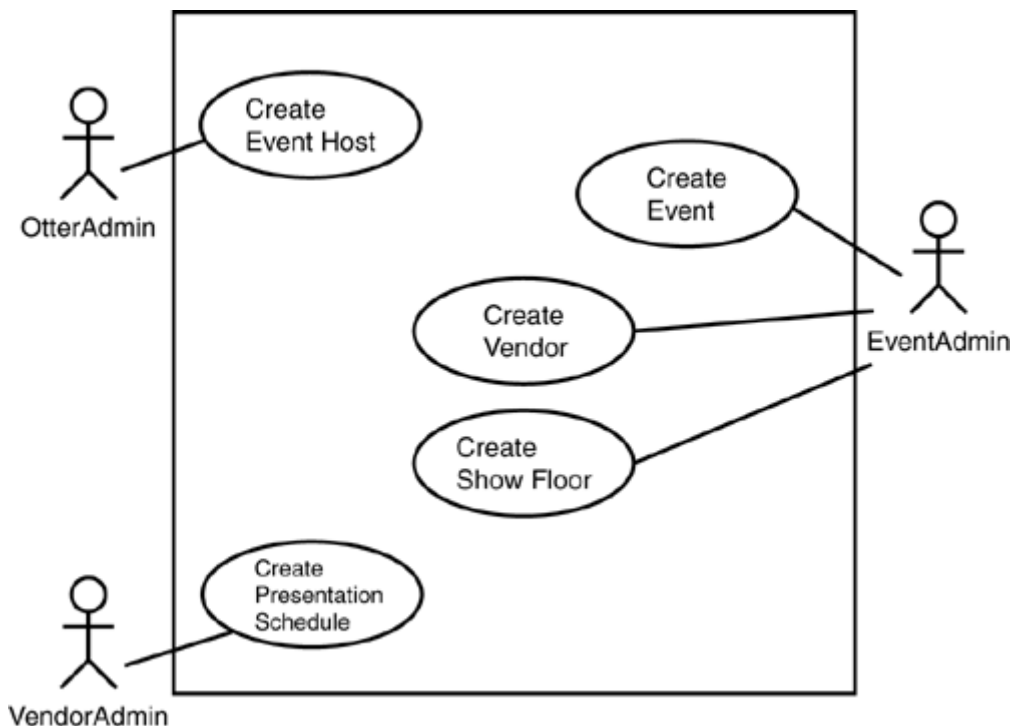 Create
Event Host
OtterAdmin
Create
Event
Create
Vendor
EventAdmin
Create
Show Floor
Create
Presentation
Schedule
VendorAdmin